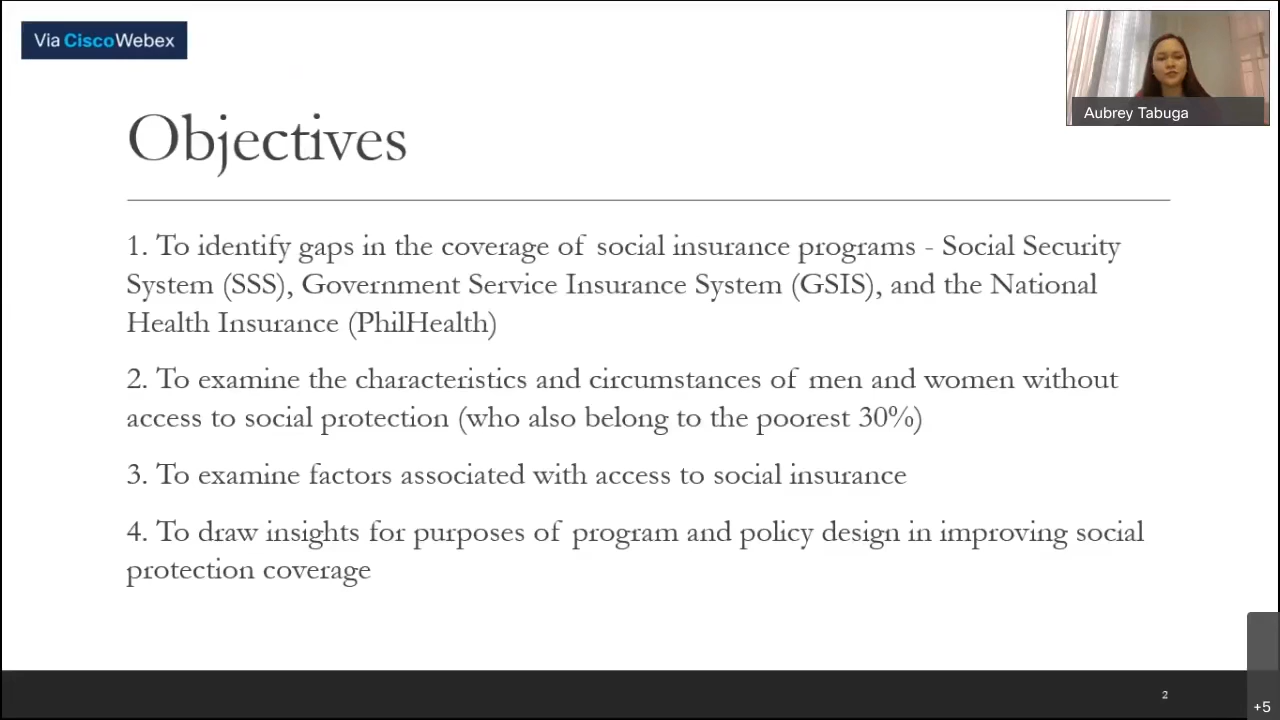 Via CiscoWebex
Aubrey Tabuga
Objectives
1. To identify gaps in the coverage of social insurance programs - Social Security
System (SSS), Government Service Insurance System (GSIS), and the National
Health Insurance (PhilHealth)
2. To examine the characteristics and circumstances of men and women without
access to social protection (who also belong to the poorest 30%)
3. To examine factors associated with access to social insurance
4. To draw insights for purposes of program and policy design in improving social
protection coverage
2
+5